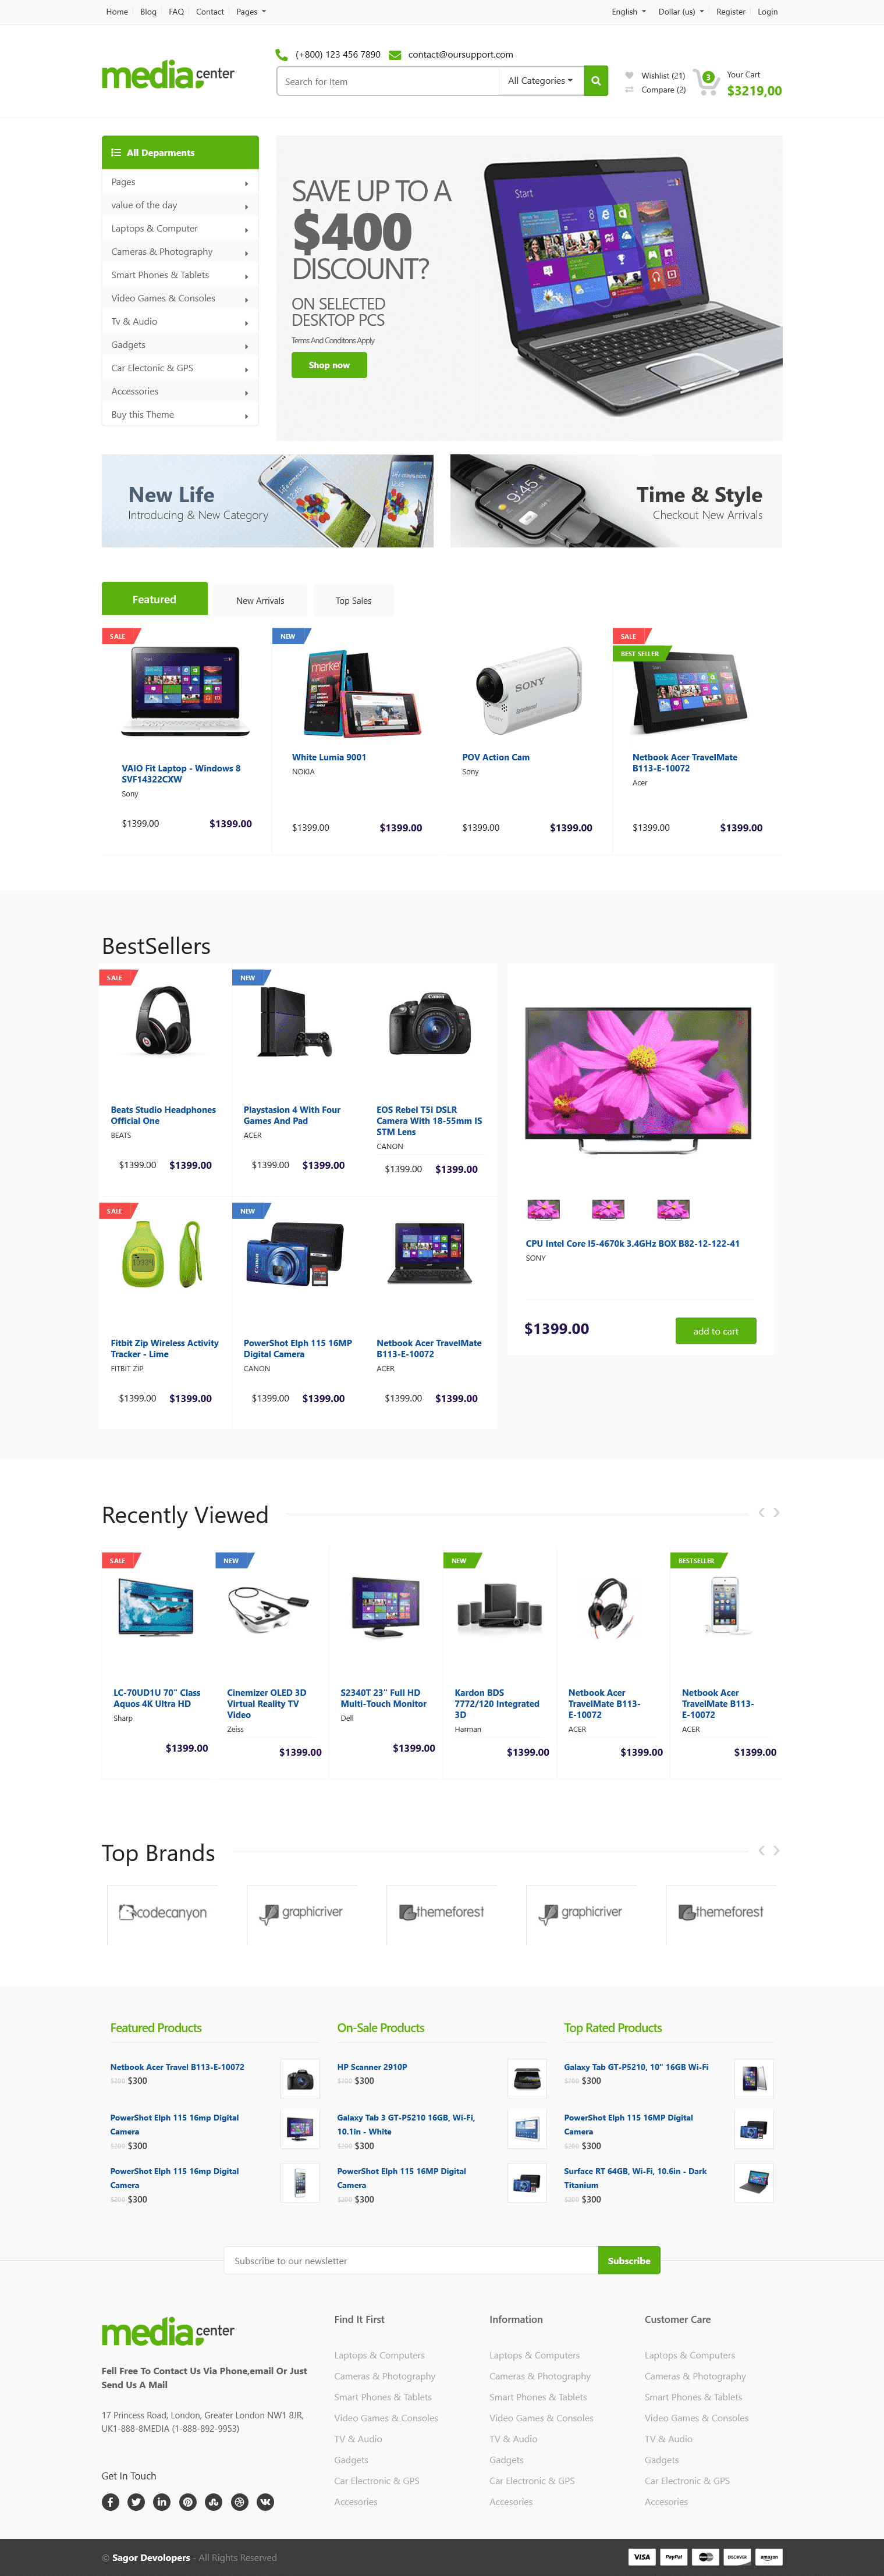 Home Blog FAQ Contact Pages English Dollar (us) Register Login
media center
(+800) 123 456 7890 contact@oursupport.com
Search for Item All Categories
Wishlist (21)
Compare (2)
3
Your Cart
$3219,00
All Deparments
Pages
value of the day
Laptops & Computer
Cameras & Photography
Smart Phones & Tablets
Video Games & Consoles
Tv & Audio
Gadgets
Car Electonic & GPS
Accessories
Buy this Theme
SAVE UP TO A
$400
DISCOUNT?
ON SELECTED
DESKTOP PCS
Terms And Conditons Apply
Shop now
Start
TOSHIBA
New Life
Introducing & New Category
Time & Style
Checkout New Arrivals
9:45
Featured New Arrivals Top Sales
SALE
VAIO Fit Laptop - Windows 8
SVF14322CXW
Sony
$1399.00 $1399.00
NEW
White Lumia 9001
NOKIA
$1399.00 $1399.00
SONY
POV Action Cam
Sony
$1399.00 $1399.00
SALE
BEST SELLER
Netbook Acer TravelMate
B113-E-10072
Acer
$1399.00 $1399.00
BestSellers
SALE
Beats Studio Headphones
Official One
BEATS
$1399.00 $1399.00
NEW
Playstasion 4 With Four
Games And Pad
ACER
$1399.00 $1399.00
Canon
EOS Rebel T5i DSLR
Camera With 18-55mm IS
STM Lens
CANON
$1399.00 $1399.00
SALE
Fitbit Zip Wireless Activity
Tracker - Lime
FITBIT ZIP
$1399.00 $1399.00
NEW
PowerShot Elph 115 16MP
Digital Camera
CANON
$1399.00 $1399.00
Netbook Acer TravelMate
B113-E-10072
ACER
$1399.00 $1399.00
SONY
CPU Intel Core I5-4670k 3.4GHz BOX B82-12-122-41
SONY
$1399.00 add to cart
Recently Viewed
SALE
LC-70UD1U 70" Class
Aquos 4K Ultra HD
Sharp
$1399.00
NEW
Cinemizer OLED 3D
Virtual Reality TV
Video
Zeiss
$1399.00
S2340T 23" Full HD
Multi-Touch Monitor
Dell
$1399.00
NEW
Kardon BDS
7772/120 Integrated
3D
Harman
$1399.00
Netbook Acer
TravelMate B113-
E-10072
ACER
$1399.00
BESTSELLER
Netbook Acer
TravelMate B113-
E-10072
ACER
$1399.00
Top Brands
codecanyon graphicriver themeforest graphicriver themeforest
Featured Products
Netbook Acer Travel B113-E-10072
$200 $300
PowerShot Elph 115 16mp Digital
Camera
$200 $300
PowerShot Elph 115 16mp Digital
Camera
$200 $300
On-Sale Products
HP Scanner 2910P
$200 $300
Galaxy Tab 3 GT-P5210 16GB, Wi-Fi,
10.1in - White
$200 $300
PowerShot Elph 115 16MP Digital
Camera
$200 $300
Top Rated Products
Galaxy Tab GT-P5210, 10" 16GB Wi-Fi
$200 $300
PowerShot Elph 115 16MP Digital
Camera
$200 $300
Surface RT 64GB, Wi-Fi, 10.6in - Dark
Titanium
$200 $300
Subscribe to our newsletter Subscribe
media center
Fell Free To Contact Us Via Phone,email Or Just
Send Us A Mail
17 Princess Road, London, Greater London NW1 8JR,
UK1-888-8MEDIA (1-888-892-9953)
Get In Touch
Find It First
Laptops & Computers
Cameras & Photography
Smart Phones & Tablets
Video Games & Consoles
TV & Audio
Gadgets
Car Electronic & GPS
Accesories
Information
Laptops & Computers
Cameras & Photography
Smart Phones & Tablets
Video Games & Consoles
TV & Audio
Gadgets
Car Electronic & GPS
Accesories
Customer Care
Laptops & Computers
Cameras & Photography
Smart Phones & Tablets
Video Games & Consoles
TV & Audio
Gadgets
Car Electronic & GPS
Accesories
© Sagor Devolopers - All Rights Reserved
VISA PayPal MasterCard DISCOVER amazon